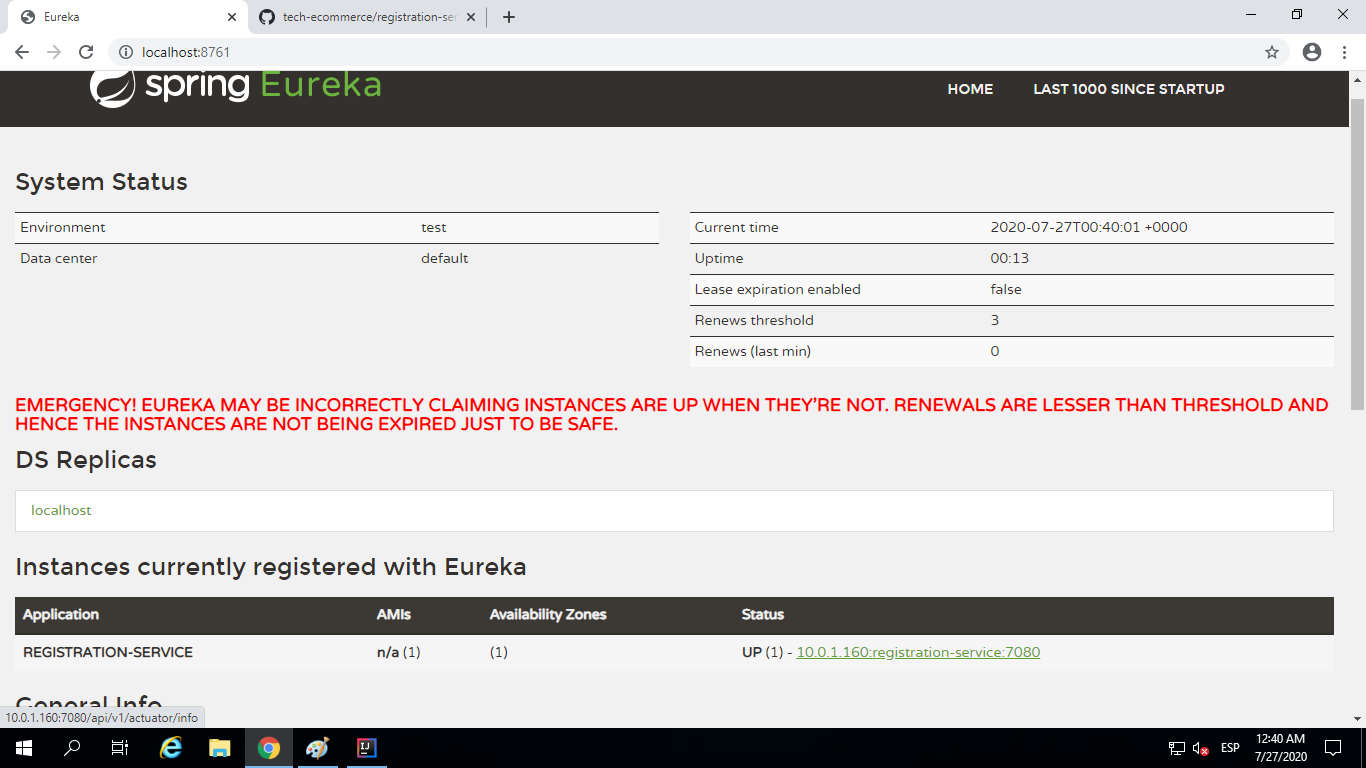 Eureka
tech-ecommerce/registration-se
localhost:8761
spring Eureka
HOME
LAST 1000 SINCE STARTUP
System Status
Environment test
Data center default
Current time 2020-07-27T00:40:01 +0000
Uptime 00:13
Lease expiration enabled false
Renews threshold 3
Renews (last min) 0
EMERGENCY! EUREKA MAY BE INCORRECTLY CLAIMING INSTANCES ARE UP WHEN THEY'RE NOT. RENEWALS ARE LESSER THAN THRESHOLD AND
HENCE THE INSTANCES ARE NOT BEING EXPIRED JUST TO BE SAFE.
DS Replicas
localhost
Instances currently registered with Eureka
Application AMIs Availability Zones Status
REGISTRATION-SERVICE n/a (1) (1) UP (1) - 10.0.1.160:registration-service:7080
General Info
10.0.1.160:7080/api/v1/actuator/info
ESP
12:40 AM
7/27/2020